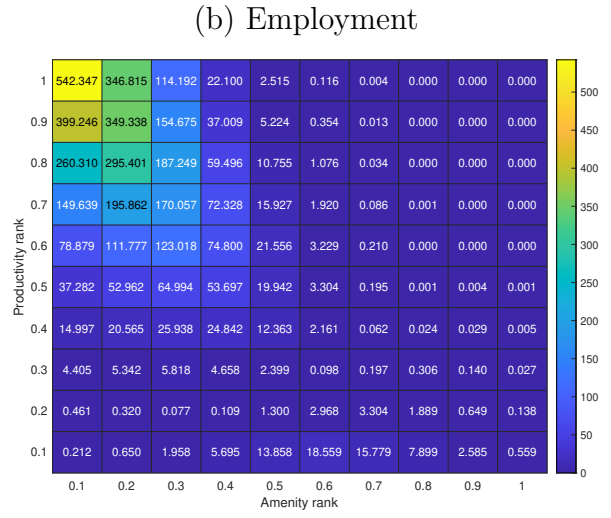 (b) Employment
1 542.347 346.815 114.192 22.100 2.515 0.116 0.004 0.000 0.000 0.000
0.9 399.246 349.338 154.675 37.009 5.224 0.354 0.013 0.000 0.000 0.000
0.8 260.310 295.401 187.249 59.496 10.755 1.076 0.034 0.000 0.000 0.000
0.7 149.639 195.862 170.057 72.328 15.927 1.920 0.086 0.001 0.000 0.000
0.6 78.879 111.777 123.018 74.800 21.556 3.229 0.210 0.000 0.000 0.000
0.5 37.282 52.962 64.994 53.697 19.942 3.304 0.195 0.001 0.004 0.001
0.4 14.997 20.565 25.938 24.842 12.363 2.161 0.062 0.024 0.029 0.005
0.3 4.405 5.342 5.818 4.658 2.399 0.098 0.197 0.306 0.140 0.027
0.2 0.461 0.320 0.077 0.109 1.300 2.968 3.304 1.889 0.649 0.138
0.1 0.212 0.650 1.958 5.695 13.858 18.559 15.779 7.899 2.585 0.559
0.1 0.2 0.3 0.4 0.5 0.6 0.7 0.8 0.9 1
Amenity rank
Productivity rank
500
450
400
350
300
250
200
150
100
50
0